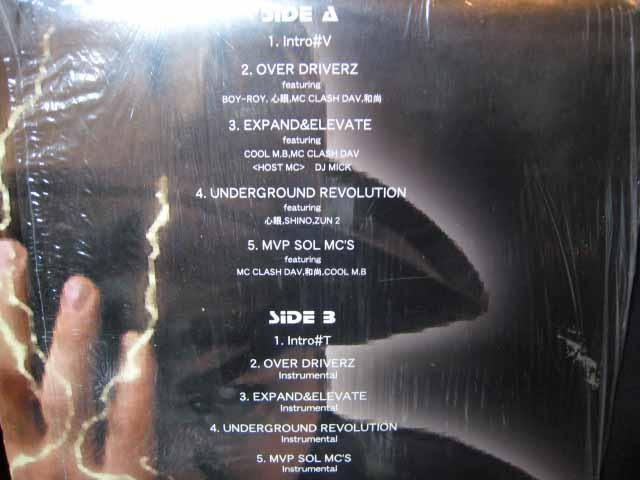 SIDE A
1. Intro#V
2. OVER DRIVERZ
featuring
BOY-ROY, 心眼,MC CLASH DAV,和尚
3. EXPAND&ELEVATE
featuring
COOL M.B,MC CLASH DAV
<HOST MC> DJ MICK
4. UNDERGROUND REVOLUTION
featuring
心眼,SHINO,ZUN 2
5. MVP SOL MC'S
featuring
MC CLASH DAV,和尚,COOL M.B
SIDE B
1. Intro#T
2. OVER DRIVERZ
Instrumental
3. EXPAND&ELEVATE
Instrumental
4. UNDERGROUND REVOLUTION
Instrumental
5. MVP SOL MC'S
Instrumental